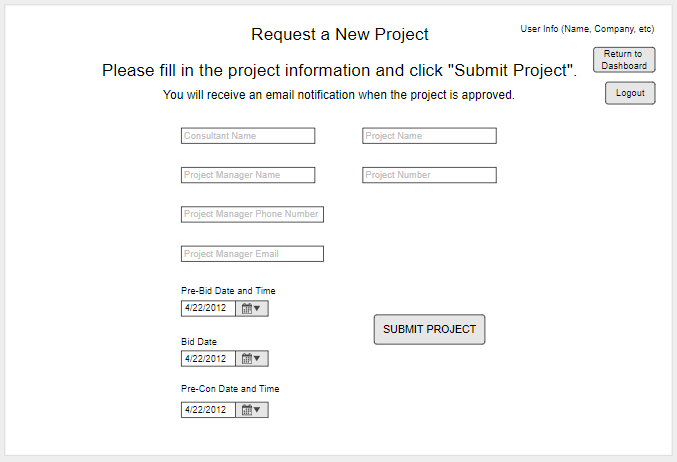 Request a New Project
User Info (Name, Company, etc)
Return to
Dashboard
Please fill in the project information and click "Submit Project".
Logout
You will receive an email notification when the project is approved.
Consultant Name
Project Name
Project Manager Name
Project Number
Project Manager Phone Number
Project Manager Email
Pre-Bid Date and Time
4/22/2012
SUBMIT PROJECT
Bid Date
4/22/2012
Pre-Con Date and Time
4/22/2012